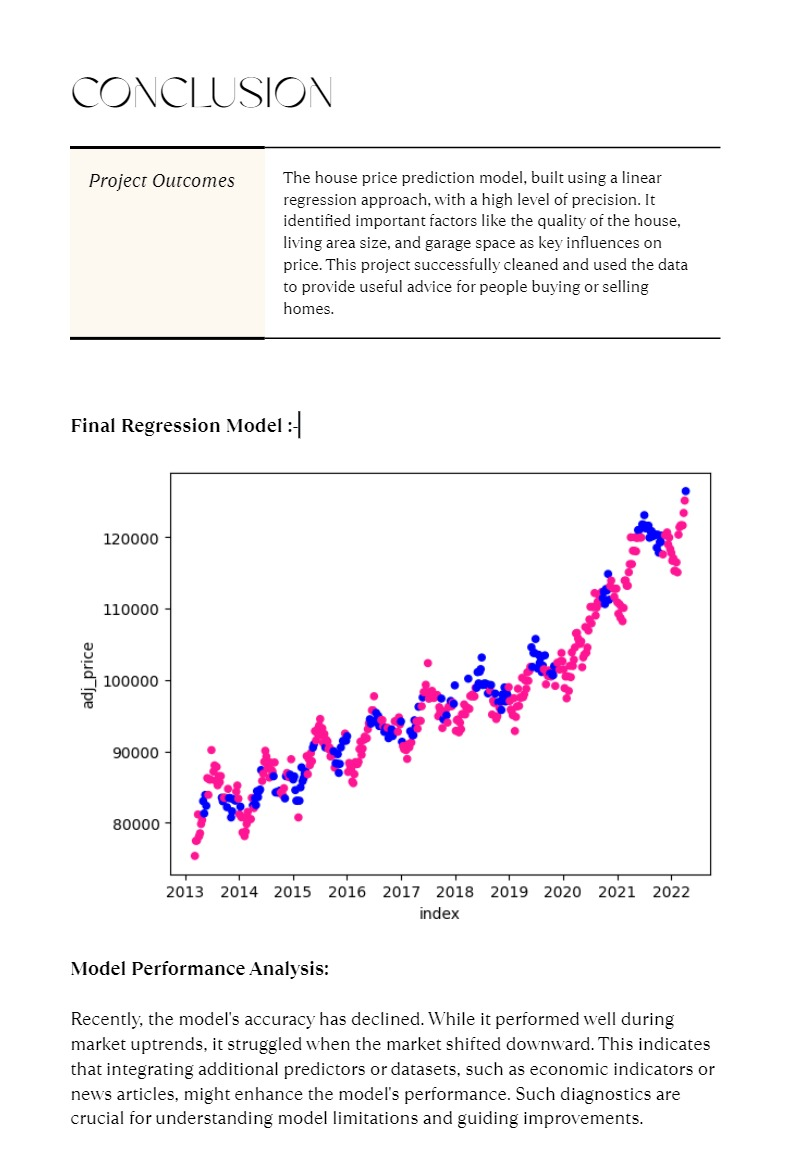 CONCLUSION
Project Outcomes
The house price prediction model, built using a linear
regression approach, with a high level of precision. It
identified important factors like the quality of the house,
living area size, and garage space as key influences on
price. This project successfully cleaned and used the data
to provide useful advice for people buying or selling
homes.
Final Regression Model :-
120000
110000
100000
90000
80000
adj_price
2013 2014 2015 2016 2017 2018 2019 2020 2021 2022
index
Model Performance Analysis:
Recently, the model's accuracy has declined. While it performed well during
market uptrends, it struggled when the market shifted downward. This indicates
that integrating additional predictors or datasets, such as economic indicators or
news articles, might enhance the model's performance. Such diagnostics are
crucial for understanding model limitations and guiding improvements.